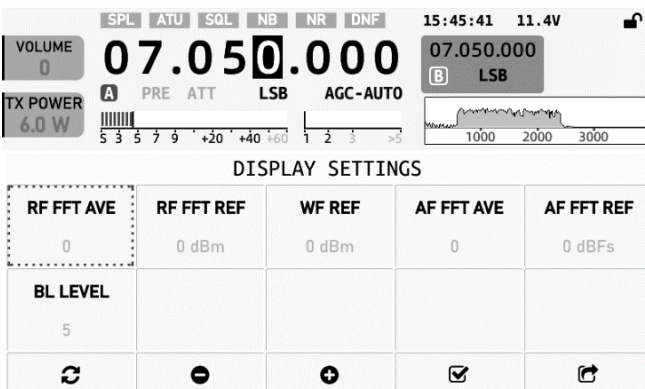 SPL ATU SQL NB NR DNF 15:45:41 11.4V
VOLUME
0
07.050.000
07.050.000
B LSB
A PRE ATT LSB AGC-AUTO
TX POWER
6.0 W
S 3 5 7 9 +20 +40 +60 1 2 3 >5
1000 2000 3000
DISPLAY SETTINGS
RF FFT AVE RF FFT REF WF REF AF FFT AVE AF FFT REF
0 0 dBm 0 dBm 0 0 dBFs
BL LEVEL
5